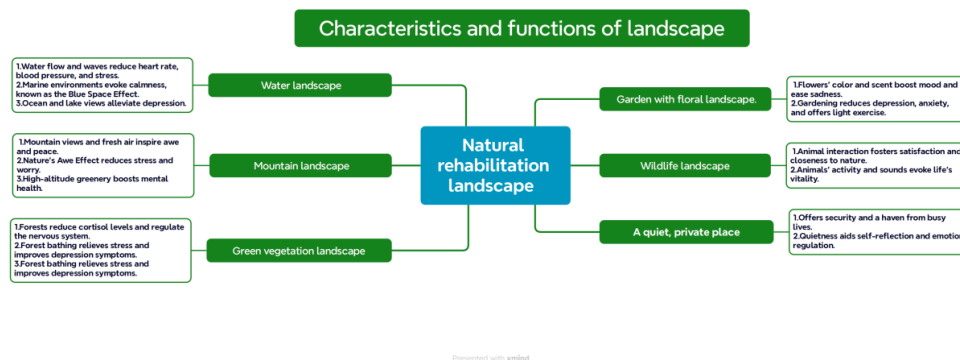 Characteristics and functions of landscape
1.Water flow and waves reduce heart rate,
blood pressure, and stress.
2.Marine environments evoke calmness,
known as the Blue Space Effect.
3.Ocean and lake views alleviate depression.
Water landscape
1.Mountain views and fresh air inspire awe
and peace.
2.Nature's Awe Effect reduces stress and
worry.
3.High-altitude greenery boosts mental
health.
Mountain landscape
1.Forests reduce cortisol levels and regulate
the nervous system.
2.Forest bathing relieves stress and
improves depression symptoms.
3.Forest bathing relieves stress and
improves depression symptoms.
Green vegetation landscape
Natural
rehabilitation
landscape
Garden with floral landscape.
1.Flowers' color and scent boost mood and
ease sadness.
2.Gardening reduces depression, anxiety,
and offers light exercise.
Wildlife landscape
1.Animal interaction fosters satisfaction and
closeness to nature.
2.Animals' activity and sounds evoke life's
vitality.
A quiet, private place
1.Offers security and a haven from busy
lives.
2.Quietness aids self-reflection and emotio
regulation.
Presented with xmind